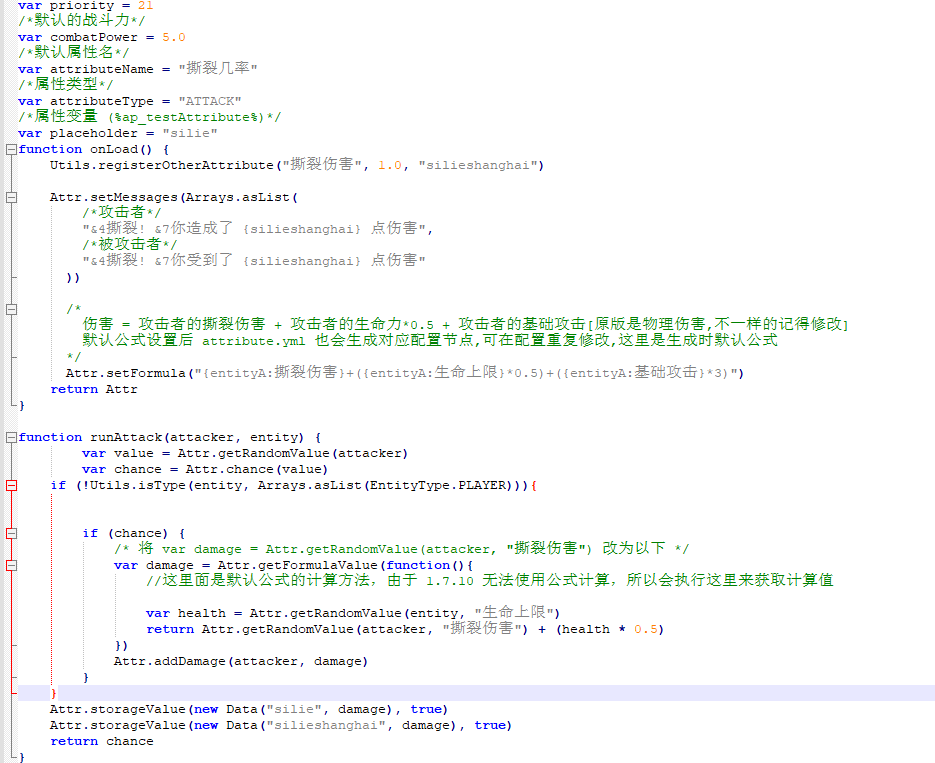 var priority = 21
/*默认的战斗力*/
var combatPower = 5.0
/*默认属性名*/
var attributeName = "撕裂几率"
/*属性类型*/
var attributeType = "ATTACK"
/*属性变量 (%ap_testAttribute%)*/
var placeholder = "silie"
function onLoad() {
    Utils.registerOtherAttribute("撕裂伤害", 1.0, "silieshanghai")
    Attr.setMessages(Arrays.asList(
        /*攻击者*/
        "&4撕裂! &7你造成了 {silieshanghai} 点伤害",
        /*被攻击者*/
        "&4撕裂! &7你受到了 {silieshanghai} 点伤害"
      ))
      /*
        伤害 = 攻击者的撕裂伤害 + 攻击者的生命力*0.5 + 攻击者的基础攻击[原版是物理伤害,不一样的记得修改]
        默认公式设置后 attribute.yml 也会生成对应配置节点,可在配置重复修改,这里是生成时默认公式
      */
      Attr.setFormula("{entityA:撕裂伤害}+({entityA:生命上限}*0.5)+({entityA:基础攻击}*3)")
    return Attr
}
function runAttack(attacker, entity) {
        var value = Attr.getRandomValue(attacker)
        var chance = Attr.chance(value)
    if (!Utils.isType(entity, Arrays.asList(EntityType.PLAYER))){
        if (chance) {
            /* 将 var damage = Attr.getRandomValue(attacker, "撕裂伤害") 改为以下 */
            var damage = Attr.getFormulaValue(function(){
                //这里面是默认公式的计算方法，由于 1.7.10 无法使用公式计算，所以会执行这里来获取计算值
                var health = Attr.getRandomValue(entity, "生命上限")
                return Attr.getRandomValue(attacker, "撕裂伤害") + (health * 0.5)
            })
            Attr.addDamage(attacker, damage)
        }
    }
    Attr.storageValue(new Data("silie", damage), true)
    Attr.storageValue(new Data("silieshanghai", damage), true)
    return chance
}